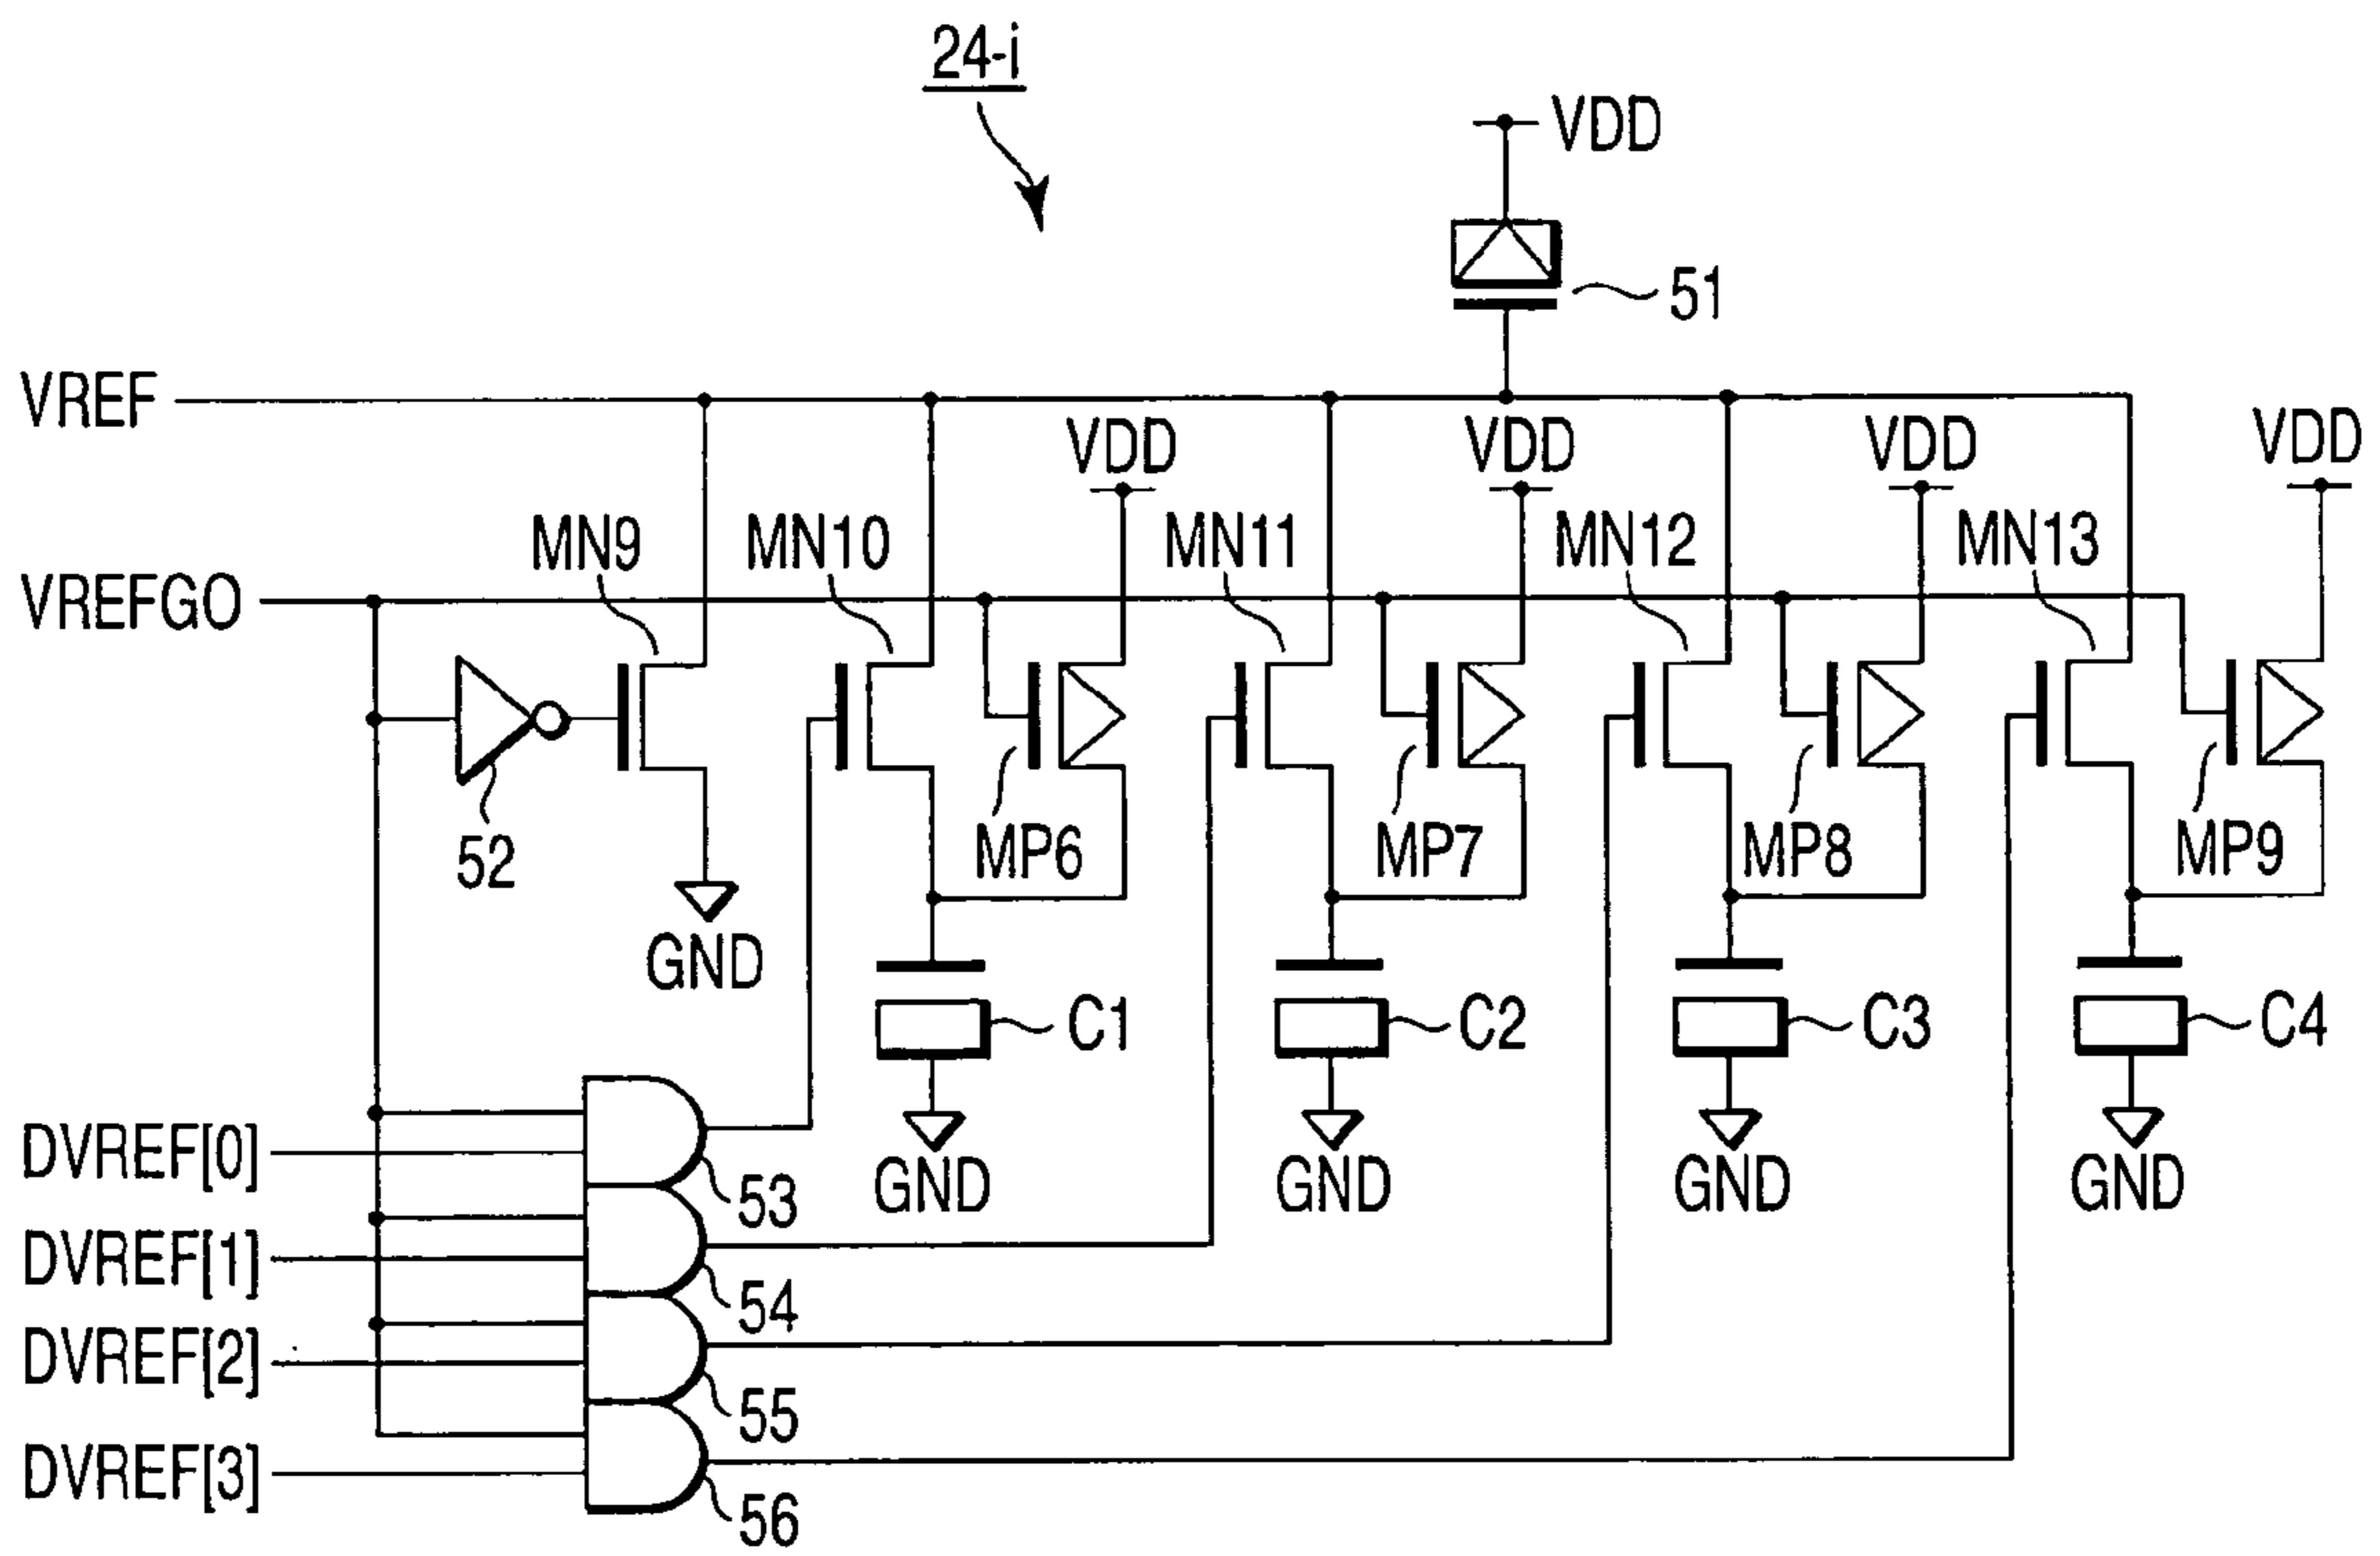 24-i
VDD
51
VREF
VDD
VDD
VDD
VDD
MN9
MN10
MN11
MN12
MN13
VREFGO
52
MP6
MP7
MP8
MP9
GND
C1
C2
C3
C4
DVREF[0]
53
GND
GND
GND
GND
DVREF[1]
54
DVREF[2]
55
DVREF[3]
56